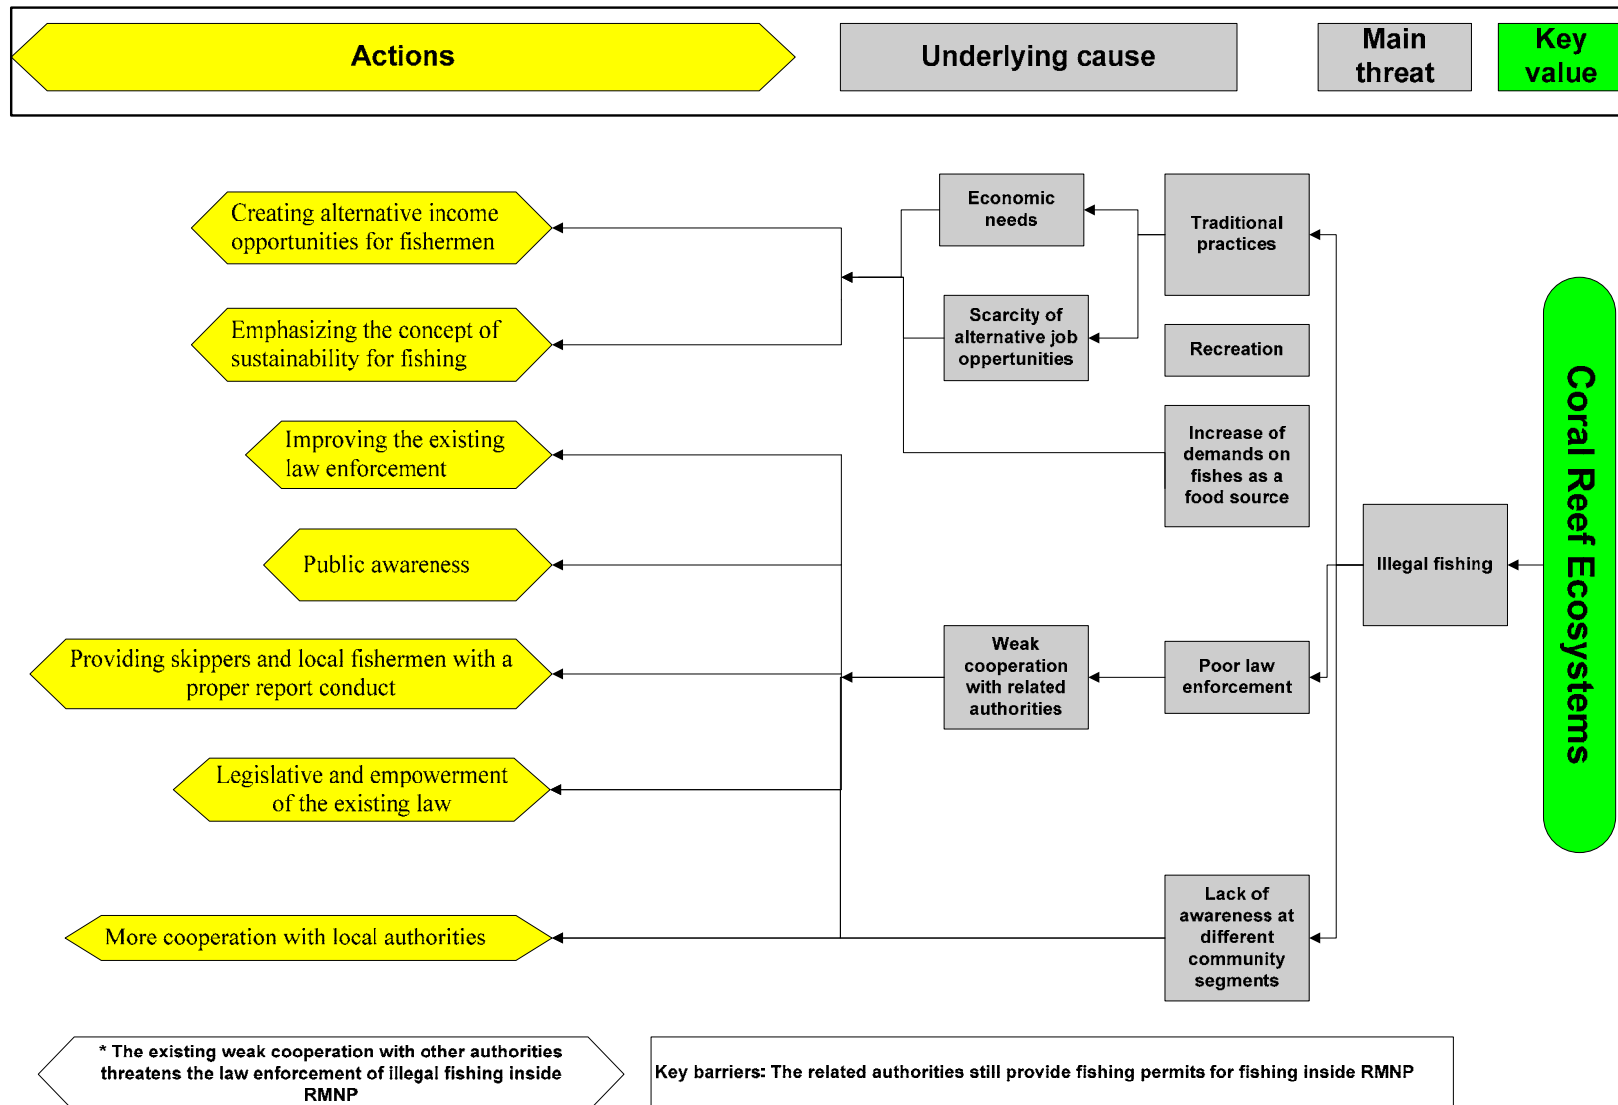 Actions
Underlying cause
Main
threat
Key
value
Creating alternative income
opportunities for fishermen
Economic
needs
Traditional
practices
Emphasizing the concept of
sustainability for fishing
Scarcity of
alternative job
oppertunities
Recreation
Improving the existing
law enforcement
Increase of
demands on
fishes as a
food source
Public awareness
Illegal fishing
Coral Reef Ecosystems
Providing skippers and local fishermen with a
proper report conduct
Weak
cooperation
with related
authorities
Poor law
enforcement
Legislative and empowerment
of the existing law
More cooperation with local authorities
Lack of
awareness at
different
community
segments
* The existing weak cooperation with other authorities
threatens the law enforcement of illegal fishing inside
RMNP
Key barriers: The related authorities still provide fishing permits for fishing inside RMNP